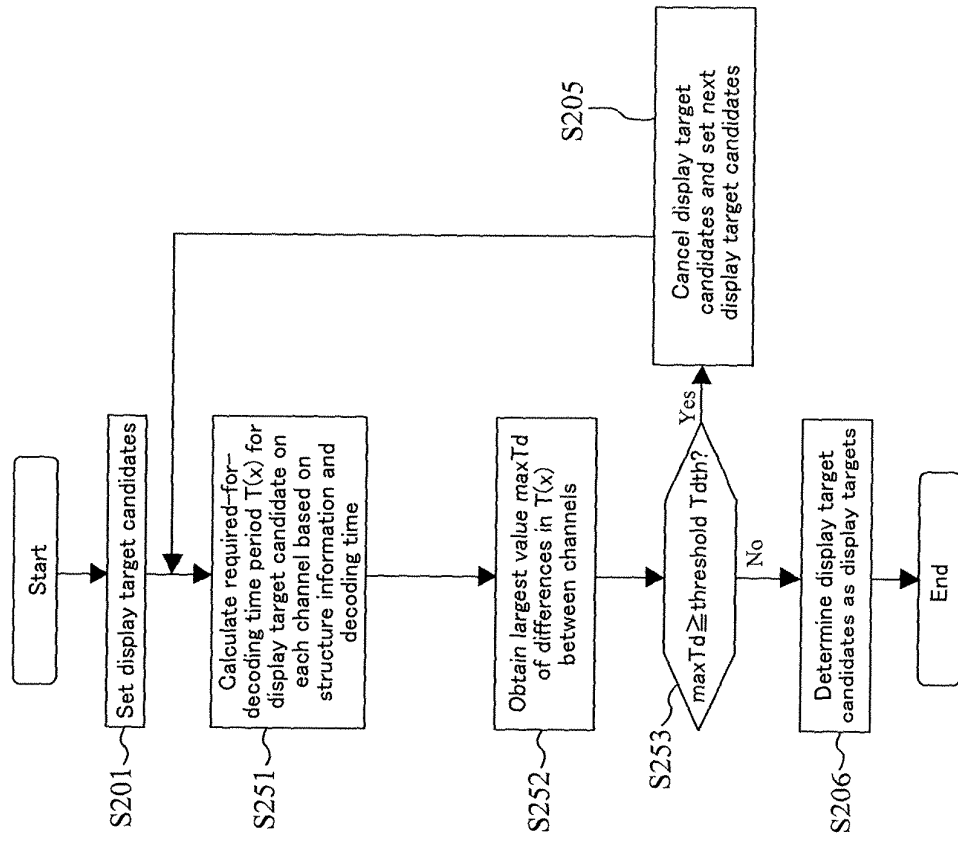 Start
S201
Set display target candidates
S251
Calculate required-for-
decoding time period T(x) for
display target candidate on
each channel based on
structure information and
decoding time
S252
Obtain largest value maxTd
of differences in T(x)
between channels
S253
maxTd≧threshold Tdth?
Yes
No
S205
Cancel display target
candidates and set next
display target candidates
S206
Determine display target
candidates as display targets
End